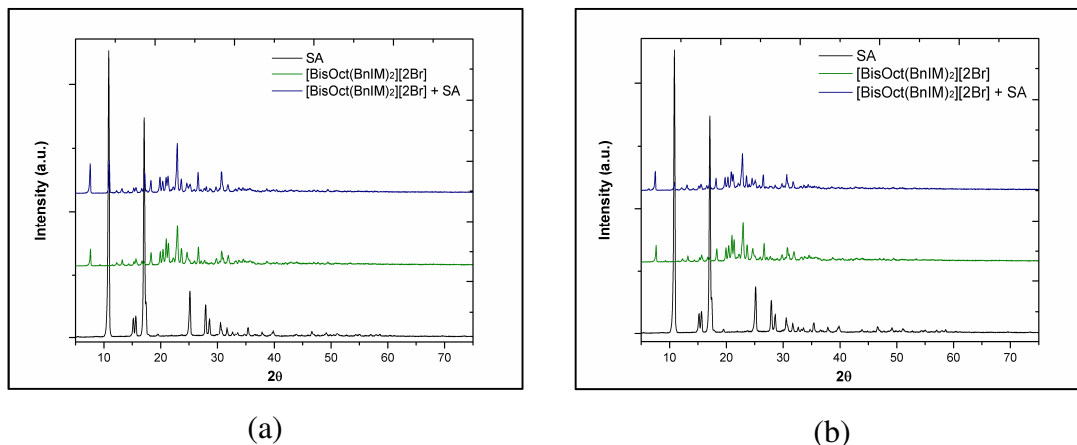 SA
[BisOct(BnIM)₂][2Br]
[BisOct(BnIM)₂][2Br] + SA
Intensity (a.u.)
10 20 30 40 50 60 70
2θ
(a)
SA
[BisOct(BnIM)₂][2Br]
[BisOct(BnIM)₂][2Br] + SA
Intensity (a.u.)
10 20 30 40 50 60 70
2θ
(b)